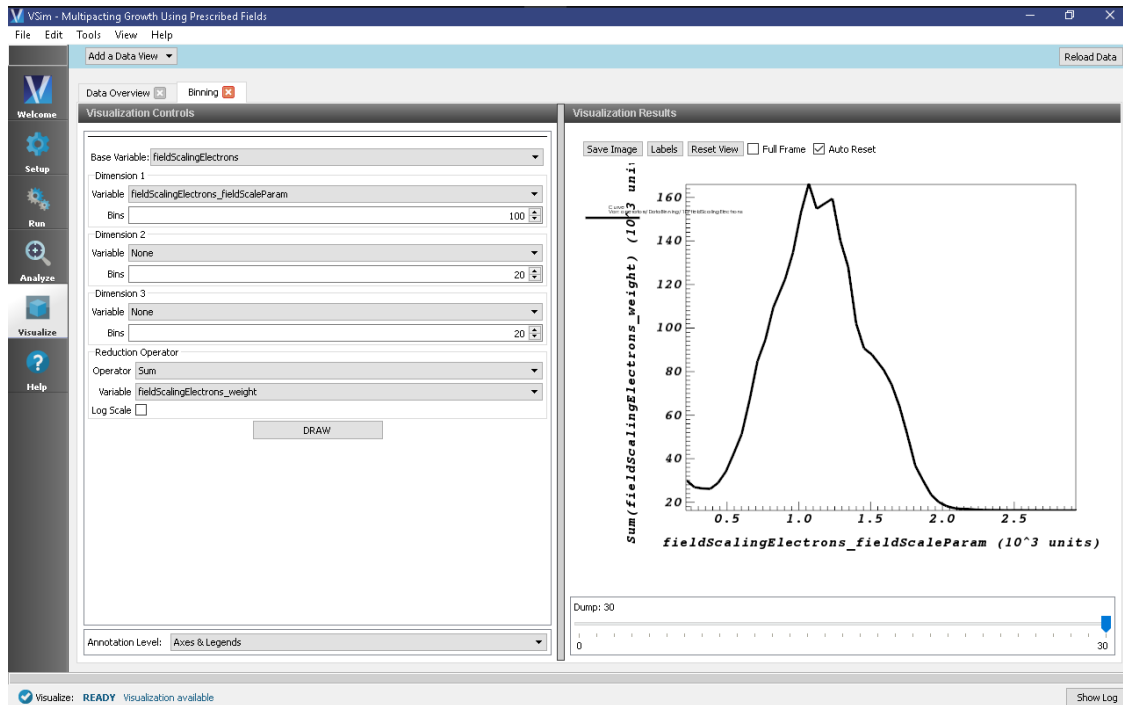 VSim - Multipacting Growth Using Prescribed Fields
File Edit Tools View Help
Add a Data View
Reload Data
Welcome
Setup
Run
Analyze
Visualize
Help
Data Overview
Binning
Visualization Controls
Base Variable: fieldScalingElectrons
Dimension 1
Variable fieldScalingElectrons_fieldScaleParam
Bins 100
Dimension 2
Variable None
Bins 20
Dimension 3
Variable None
Bins 20
Reduction Operator
Operator Sum
Variable fieldScalingElectrons_weight
Log Scale
DRAW
Annotation Level: Axes & Legends
Visualization Results
Save Image Labels Reset View Full Frame Auto Reset
Sum(fieldScalingElectrons_weight) (10^3 uni
160
140
120
100
80
60
40
20
0.5 1.0 1.5 2.0 2.5
fieldScalingElectrons_fieldScaleParam (10^3 units)
Dump: 30
0 30
Visualize: READY Visualization available
Show Log